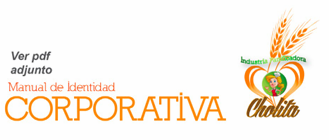 Ver pdf
adjunto
Manual de Identidad
CORPORATIVA
Industria
Cholita